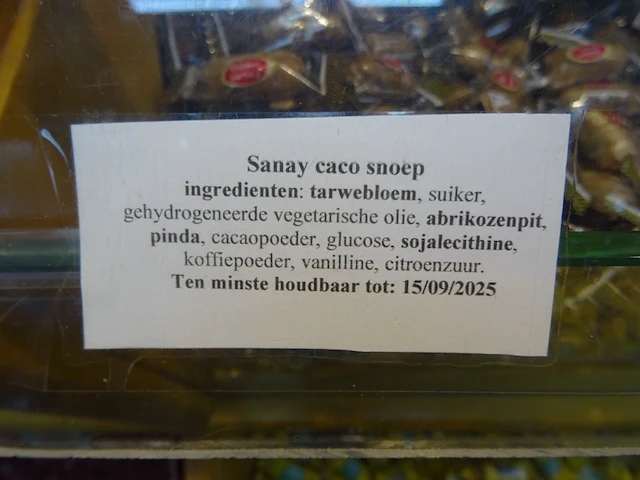 Sanay caco snoep
ingredienten: tarwebloem, suiker,
gehydrogeneerde vegetarische olie, abrikozenpit,
pinda, cacaopoeder, glucose, sojalecithine,
koffiepoeder, vanilline, citroenzuur.
Ten minste houdbaar tot: 15/09/2025